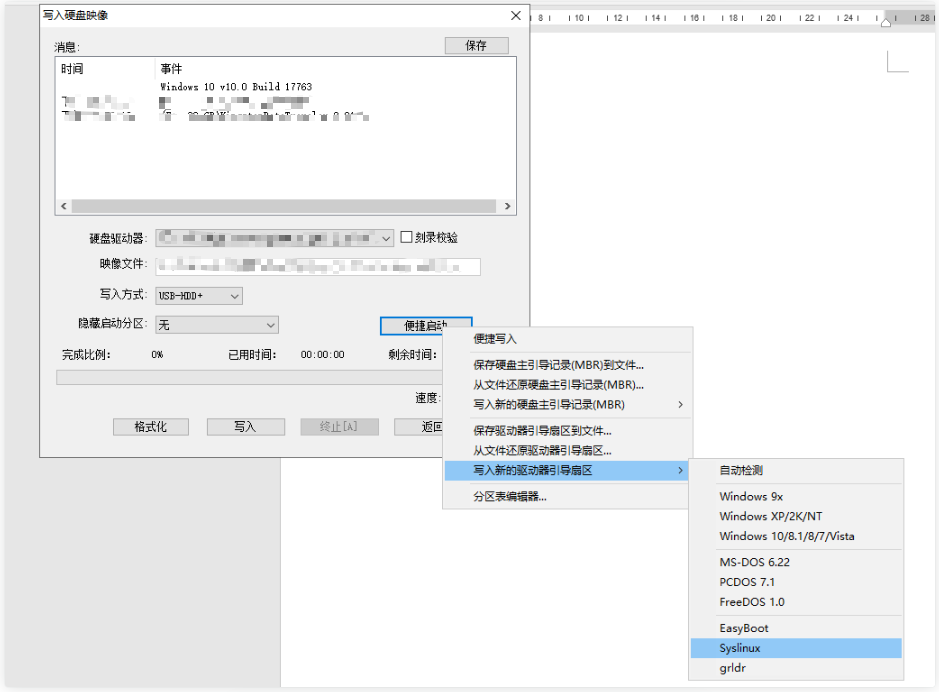 写入硬盘映像
8 10 12 14 16 18 20 22 24 28
消息:
保存
时间 事件
Windows 10 v10.0 Build 17763
硬盘驱动器: 刻录校验
映像文件:
写入方式: USB-HDD+
隐藏启动分区: 无 便捷启动
完成比例: 0% 已用时间: 00:00:00 剩余时间:
速度:
格式化 写入 终止[A] 返回
便捷写入
保存硬盘主引导记录(MBR)到文件...
从文件还原硬盘主引导记录(MBR)...
写入新的硬盘主引导记录(MBR)
保存驱动器引导扇区到文件...
从文件还原驱动器引导扇区...
写入新的驱动器引导扇区
分区表编辑器...
自动检测
Windows 9x
Windows XP/2K/NT
Windows 10/8.1/8/7/Vista
MS-DOS 6.22
PCDOS 7.1
FreeDOS 1.0
EasyBoot
Syslinux
grldr